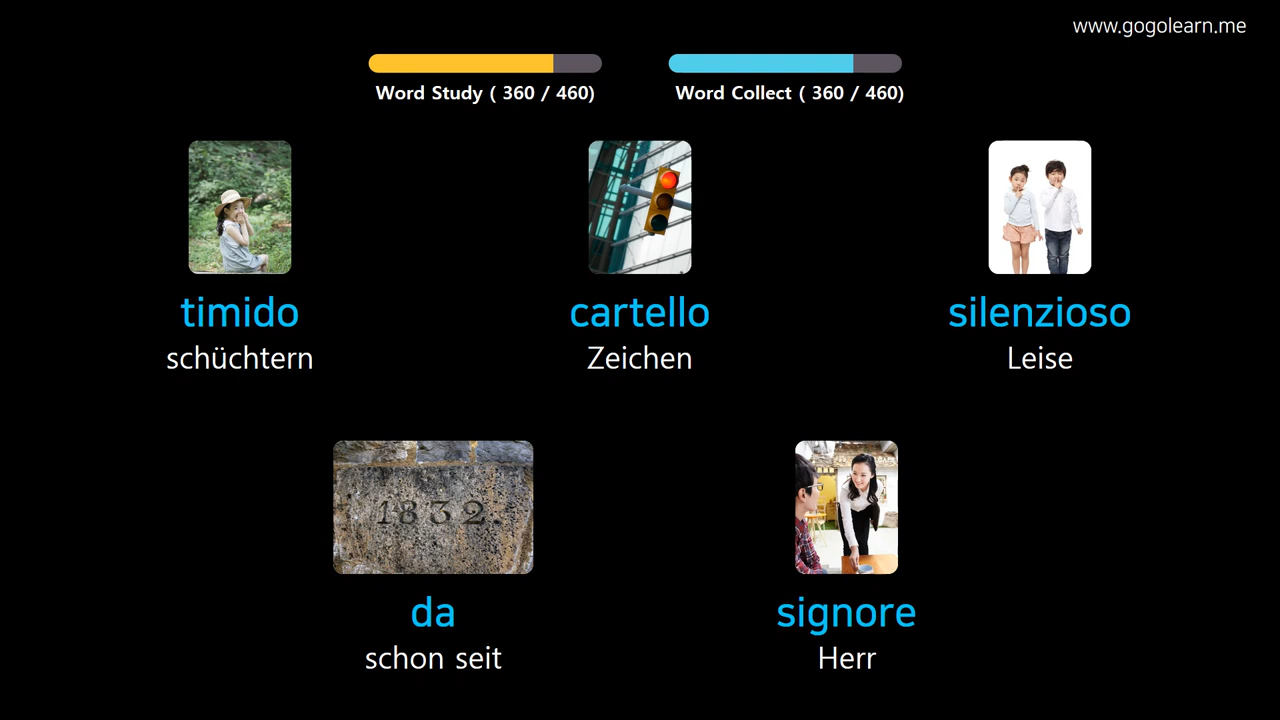 www.gogolearn.me
Word Study ( 360 / 460)
Word Collect ( 360 / 460)
timido
cartello
silenzioso
schüchtern
Zeichen
Leise
1832.
da
signore
schon seit
Herr